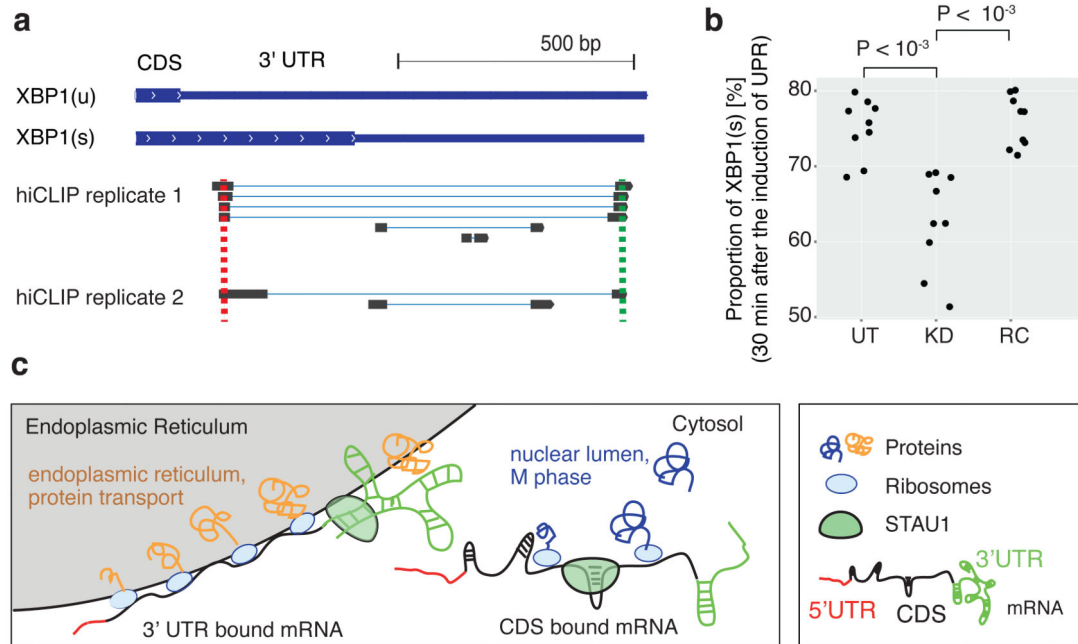 a
500 bp
CDS
3' UTR
XBP1(u)
XBP1(s)
hiCLIP replicate 1
hiCLIP replicate 2
b
P < 10-3
P < 10-3
Proportion of XBP1(s) [%]
(30 min after the induction of UPR)
80
70
60
50
UT
KD
RC
c
Endoplasmic Reticulum
endoplasmic reticulum,
protein transport
3' UTR bound mRNA
Cytosol
nuclear lumen,
M phase
CDS bound mRNA
Proteins
Ribosomes
STAU1
3'UTR
5'UTR
CDS
mRNA